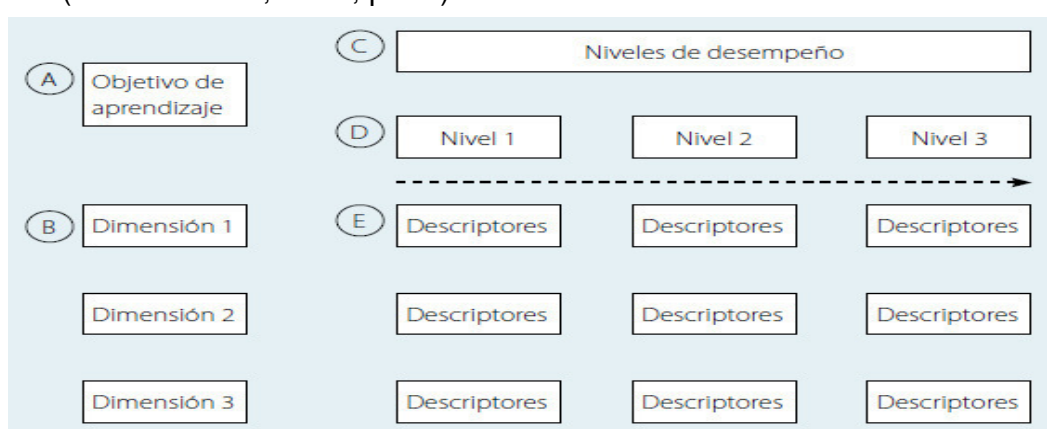 C
Niveles de desempeño
A
Objetivo de
aprendizaje
D
Nivel 1
Nivel 2
Nivel 3
B
Dimensión 1
E
Descriptores
Descriptores
Descriptores
Dimensión 2
Descriptores
Descriptores
Descriptores
Dimensión 3
Descriptores
Descriptores
Descriptores